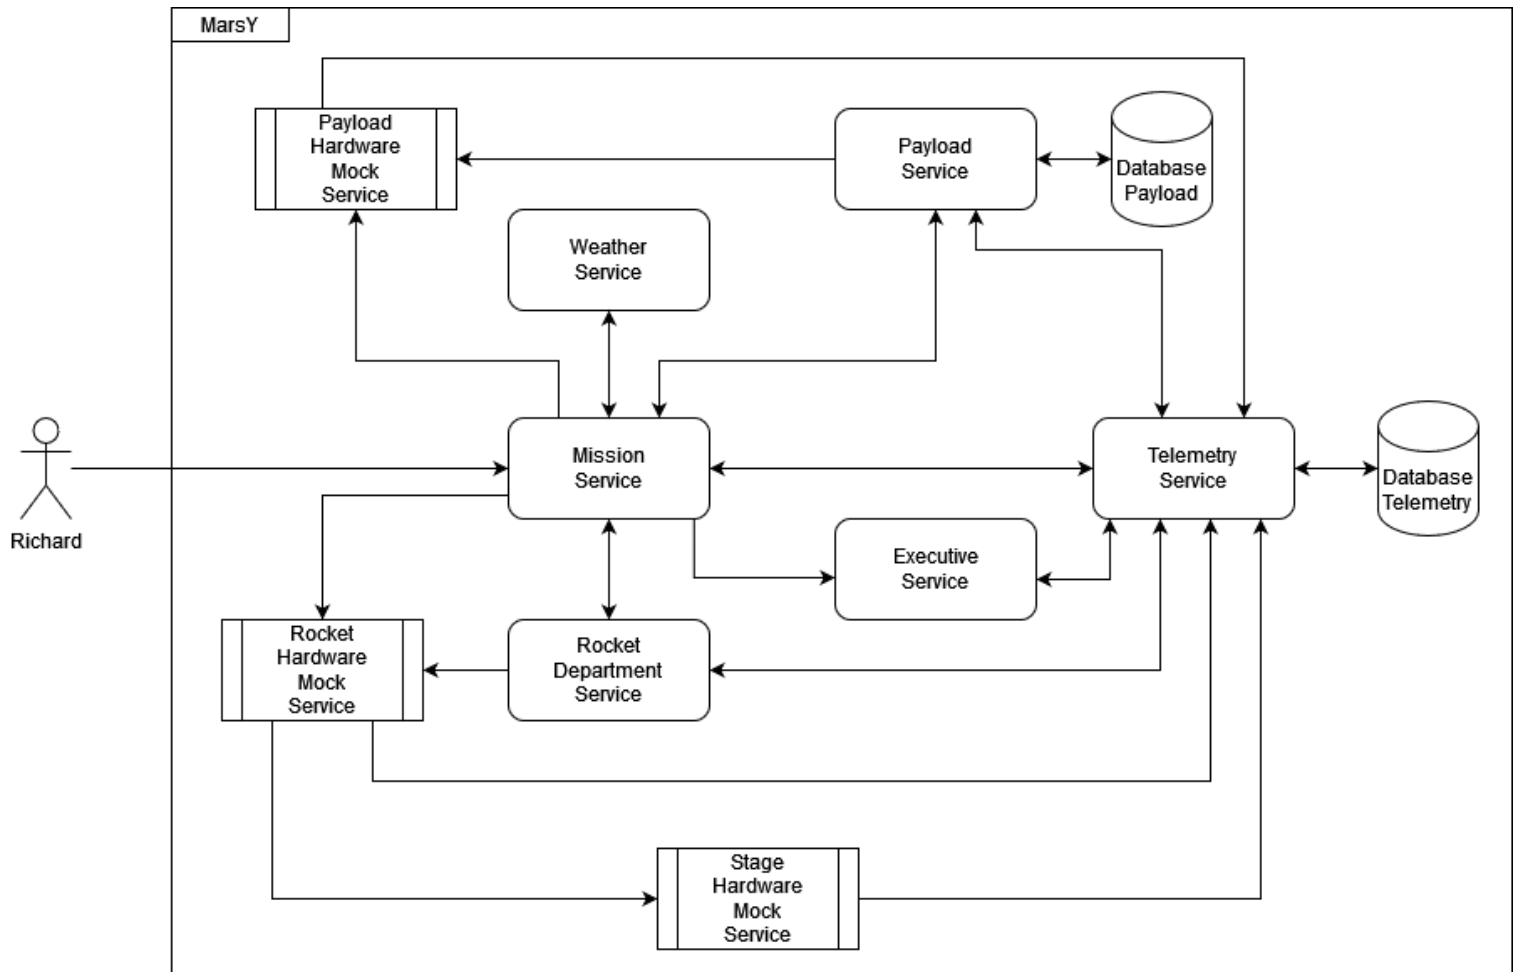 MarsY
Payload
Hardware
Mock
Service
Payload
Service
Database
Payload
Weather
Service
Richard
Mission
Service
Telemetry
Service
Database
Telemetry
Executive
Service
Rocket
Hardware
Mock
Service
Rocket
Department
Service
Stage
Hardware
Mock
Service